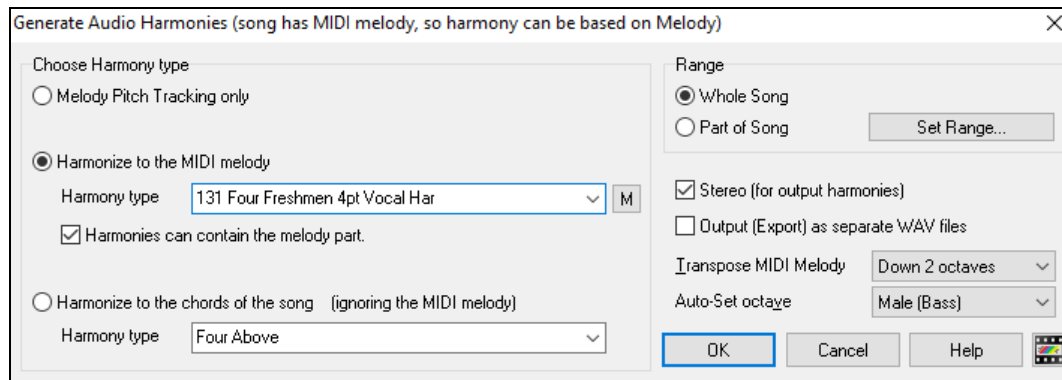 Generate Audio Harmonies (song has MIDI melody, so harmony can be based on Melody)
Choose Harmony type
Melody Pitch Tracking only
Harmonize to the MIDI melody
Harmony type 131 Four Freshmen 4pt Vocal Har M
Harmonies can contain the melody part.
Harmonize to the chords of the song (ignoring the MIDI melody)
Harmony type Four Above
Range
Whole Song
Part of Song Set Range...
Stereo (for output harmonies)
Output (Export) as separate WAV files
Transpose MIDI Melody Down 2 octaves
Auto-Set octave Male (Bass)
OK Cancel Help